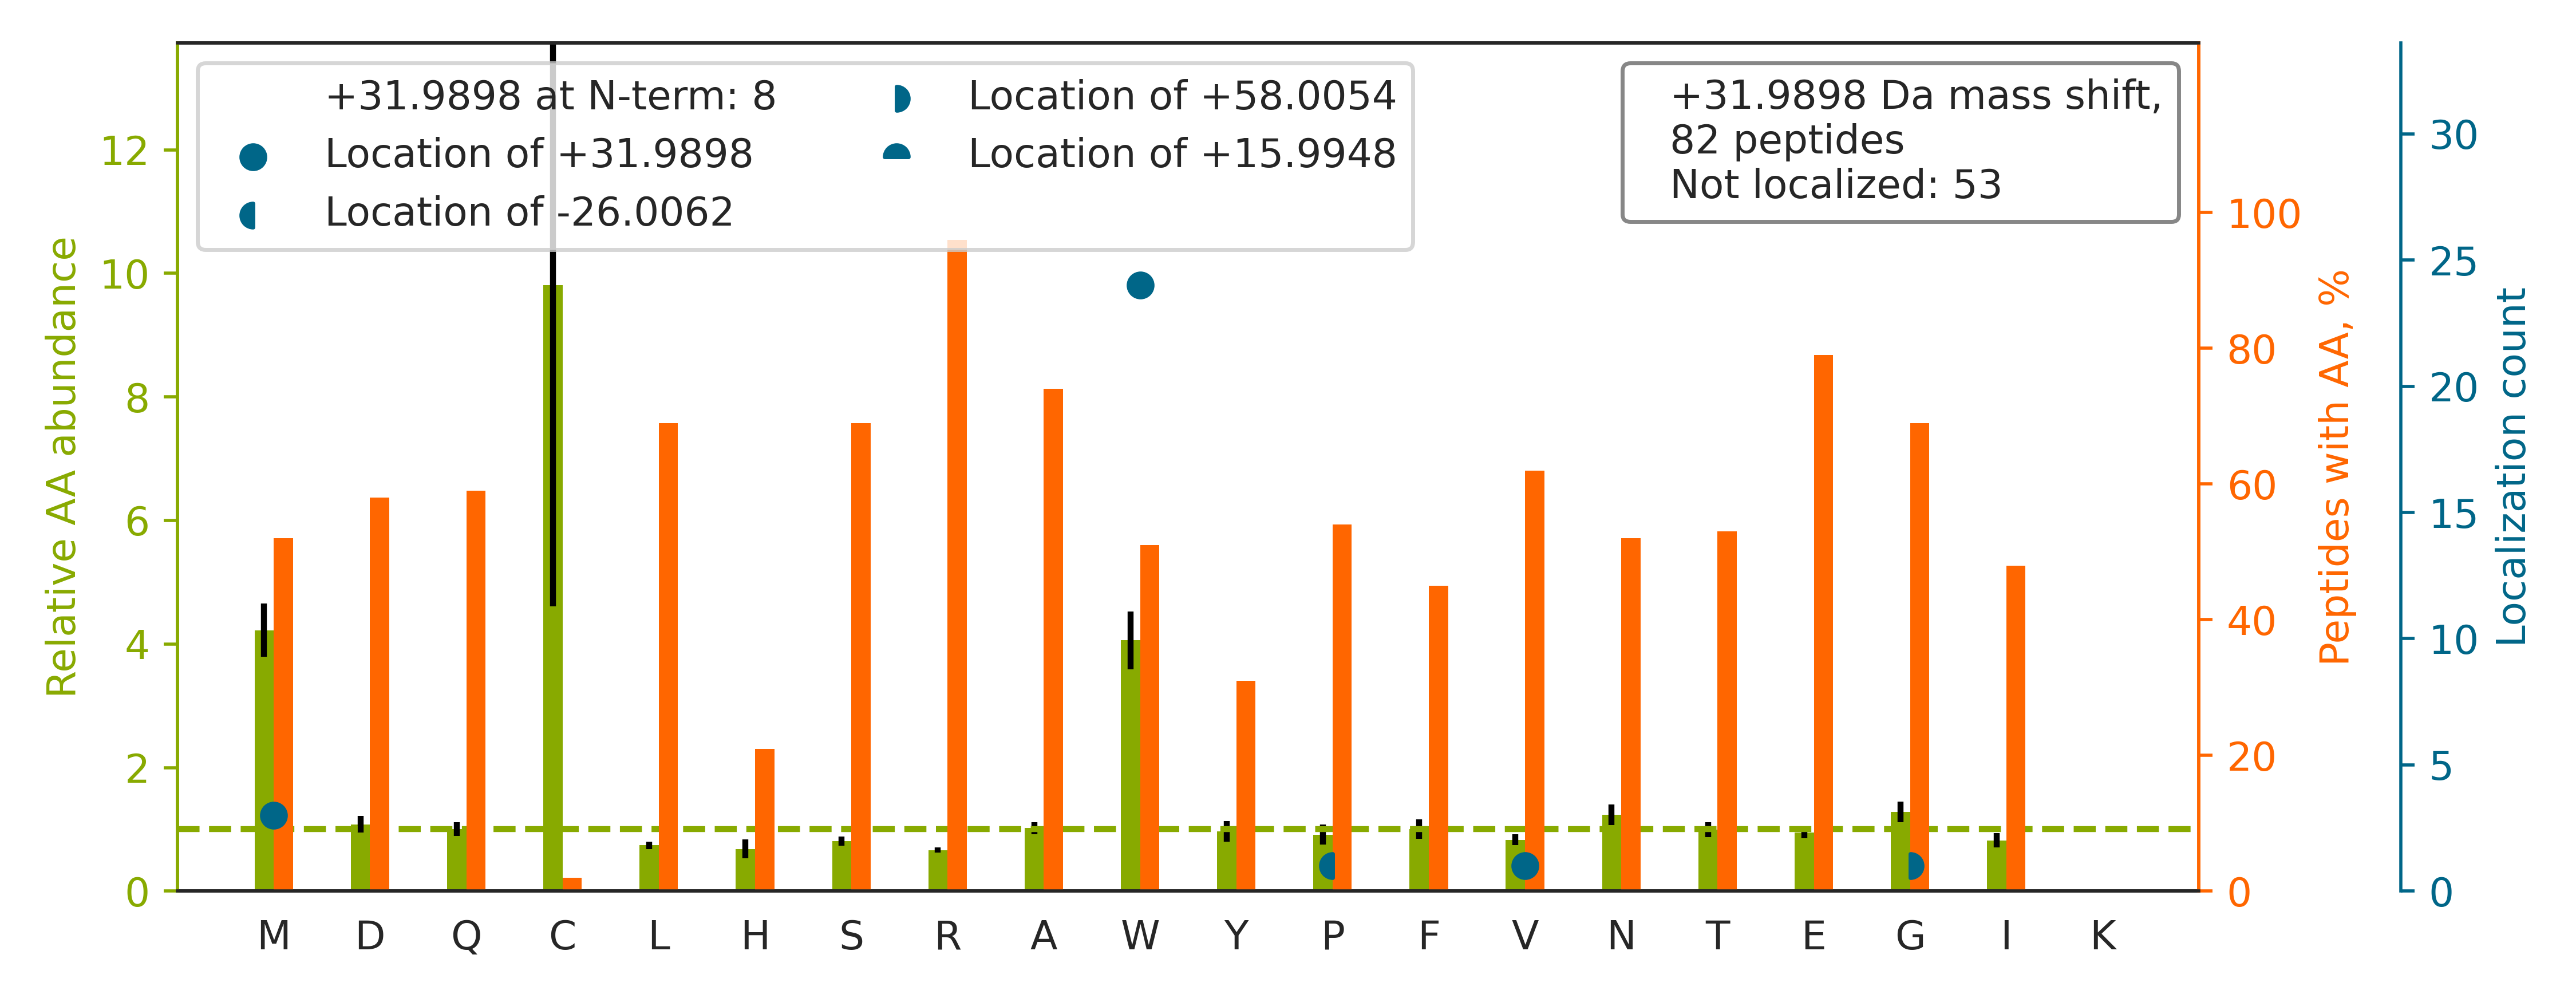 +31.9898 at N-term: 8
Location of +31.9898
Location of -26.0062
Location of +58.0054
Location of +15.9948
+31.9898 Da mass shift,
82 peptides
Not localized: 53
Relative AA abundance
12
10
8
6
4
2
0
100
80
60
40
20
0
Peptides with AA, %
30
25
20
15
10
5
0
Localization count
M D Q C L H S R A W Y P F V N T E G I K